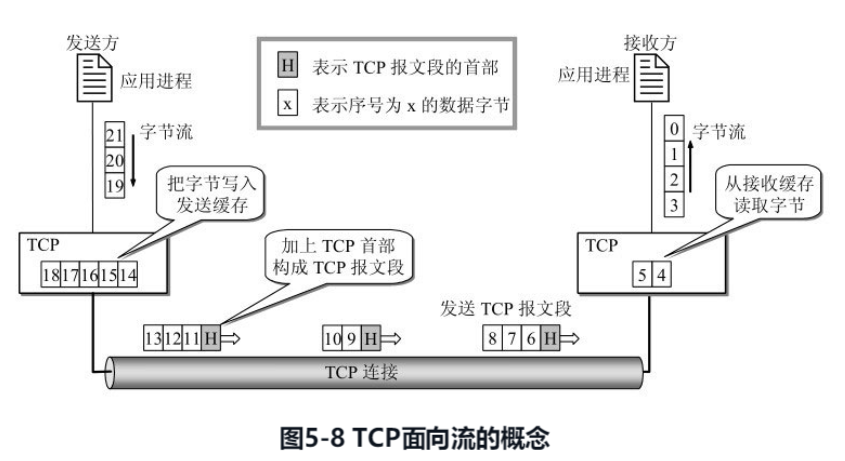 发送方
应用进程
21
20
19
字节流
把字节写入
发送缓存
TCP
18 17 16 15 14
H 表示 TCP 报文段的首部
x 表示序号为 x 的数据字节
接收方
应用进程
0
1
2
3
字节流
从接收缓存
读取字节
TCP
5 4
加上 TCP 首部
构成 TCP 报文段
发送 TCP 报文段
13 12 11 H
10 9 H
8 7 6 H
TCP 连接
图5-8 TCP面向流的概念